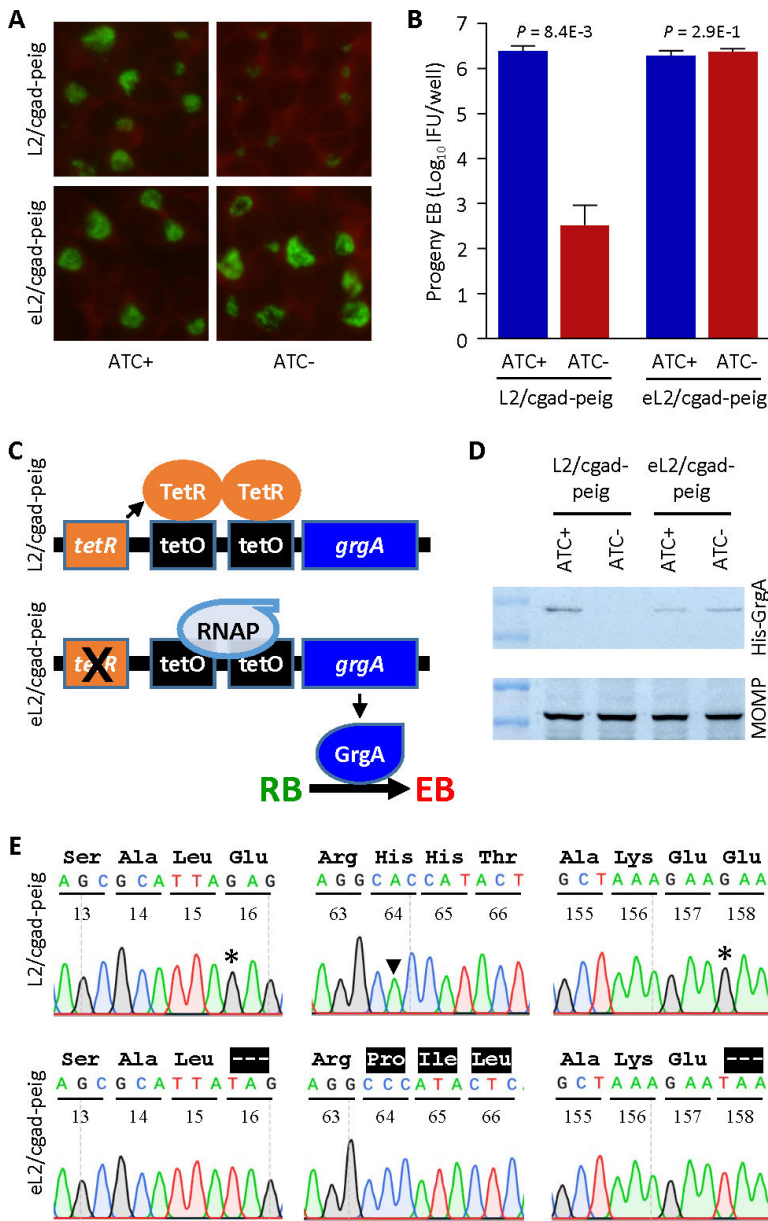 A
L2/cgad-peig
eL2/cgad-peig
ATC+
ATC-
B
P = 8.4E-3
P = 2.9E-1
Progeny EB (Log10 IFU/well)
7
6
5
4
3
2
1
0
ATC+
ATC-
ATC+
ATC-
L2/cgad-peig
eL2/cgad-peig
C
L2/cgad-peig
TetR
TetR
tetR
tetO
tetO
grgA
eL2/cgad-peig
RNAP
tetR
X
tetO
tetO
grgA
GrgA
RB
EB
D
L2/cgad-
peig
eL2/cgad-
peig
ATC+
ATC-
ATC+
ATC-
His-GrgA
MOMP
E
L2/cgad-peig
Ser Ala Leu Glu
A G C G C A T T A G A G
13 14 15 16
*
Arg His His Thr
A G G C A C C A T A C T
63 64 65 66
Ala Lys Glu Glu
G C T A A A G A A G A A
155 156 157 158
*
eL2/cgad-peig
Ser Ala Leu ---
A G C G C A T T A T A G
13 14 15 16
Arg Pro Ile Leu
A G G C C C A T A C T C
63 64 65 66
Ala Lys Glu ---
G C T A A A G A A T A A
155 156 157 158